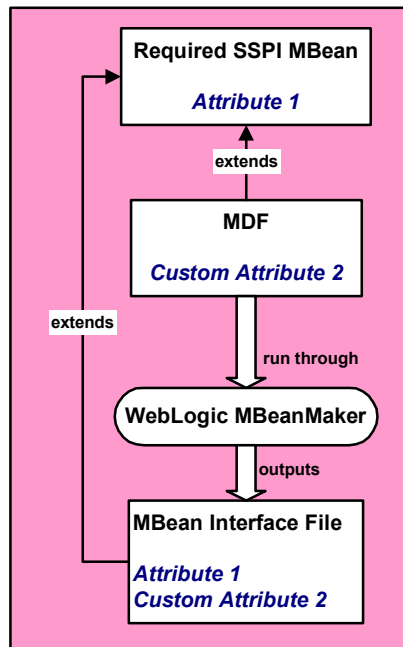 Required SSPI MBean
Attribute 1
extends
MDF
Custom Attribute 2
extends
run through
WebLogic MBeanMaker
outputs
MBean Interface File
Attribute 1
Custom Attribute 2